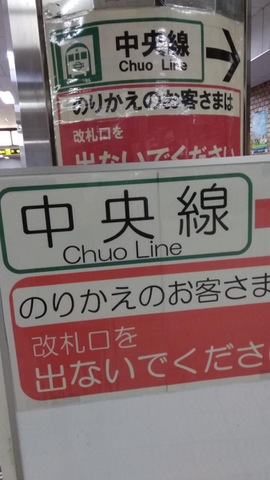 中央線
Chuo Line
のりかえのお客さまは
改札口を
出ないでください
中央線
Chuo Line
のりかえのお客さま
改札口を
出ないでくださ